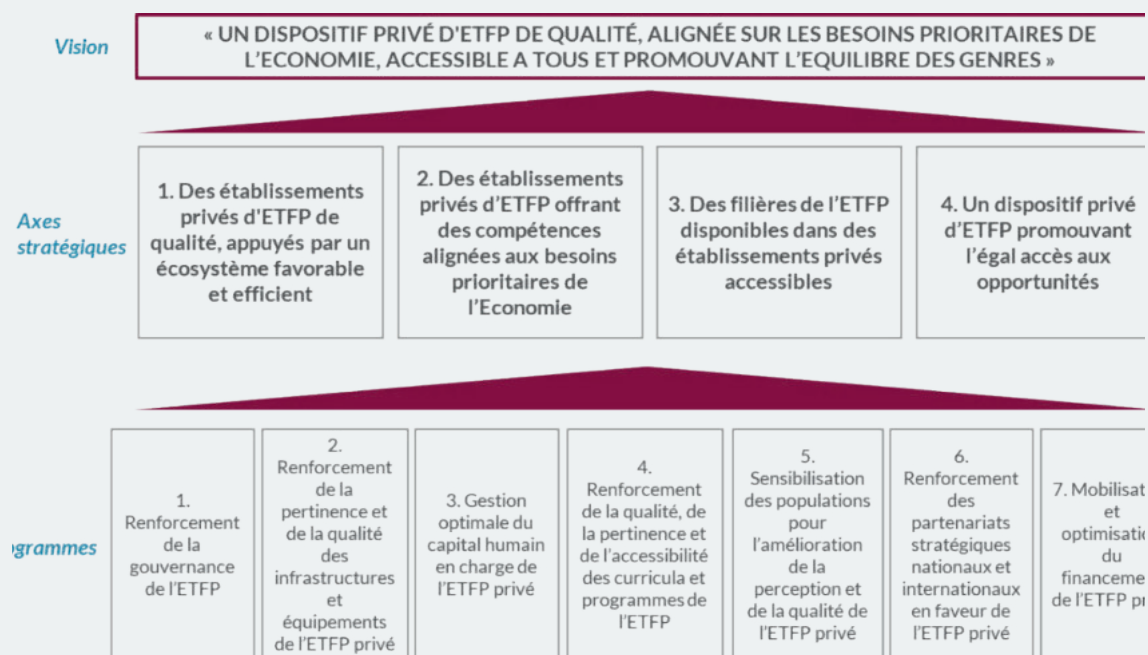 Vision
« UN DISPOSITIF PRIVÉ D'ETFP DE QUALITÉ, ALIGNÉE SUR LES BESOINS PRIORITAIRES DE
L'ECONOMIE, ACCESSIBLE A TOUS ET PROMOUVANT L'EQUILIBRE DES GENRES »
Axes
stratégiques
1. Des établissements
privés d'ETFP de
qualité, appuyés par un
écosystème favorable
et efficient
2. Des établissements
privés d'ETFP offrant
des compétences
alignées aux besoins
prioritaires de
l'Economie
3. Des filières de l'ETFP
disponibles dans des
établissements privés
accessibles
4. Un dispositif privé
d'ETFP promouvant
l'égal accès aux
opportunités
ogrammes
1.
Renforcement
de la
gouvernance
de l'ETFP
2.
Renforcement
de la
pertinence et
de la qualité
des
infrastructures
et
équipements
de l'ETFP privé
3. Gestion
optimale du
capital humain
en charge de
l'ETFP privé
4.
Renforcement
de la qualité, de
la pertinence et
de l'accessibilité
des curricula et
programmes de
l'ETFP
5.
Sensibilisation
des populations
pour
l'amélioration
de la
perception et
de la qualité de
l'ETFP privé
6.
Renforcement
des
partenariats
stratégiques
nationaux et
internationaux
en faveur de
l'ETFP privé
7. Mobilisat
et
optimisatio
du
financeme
de l'ETFP pr